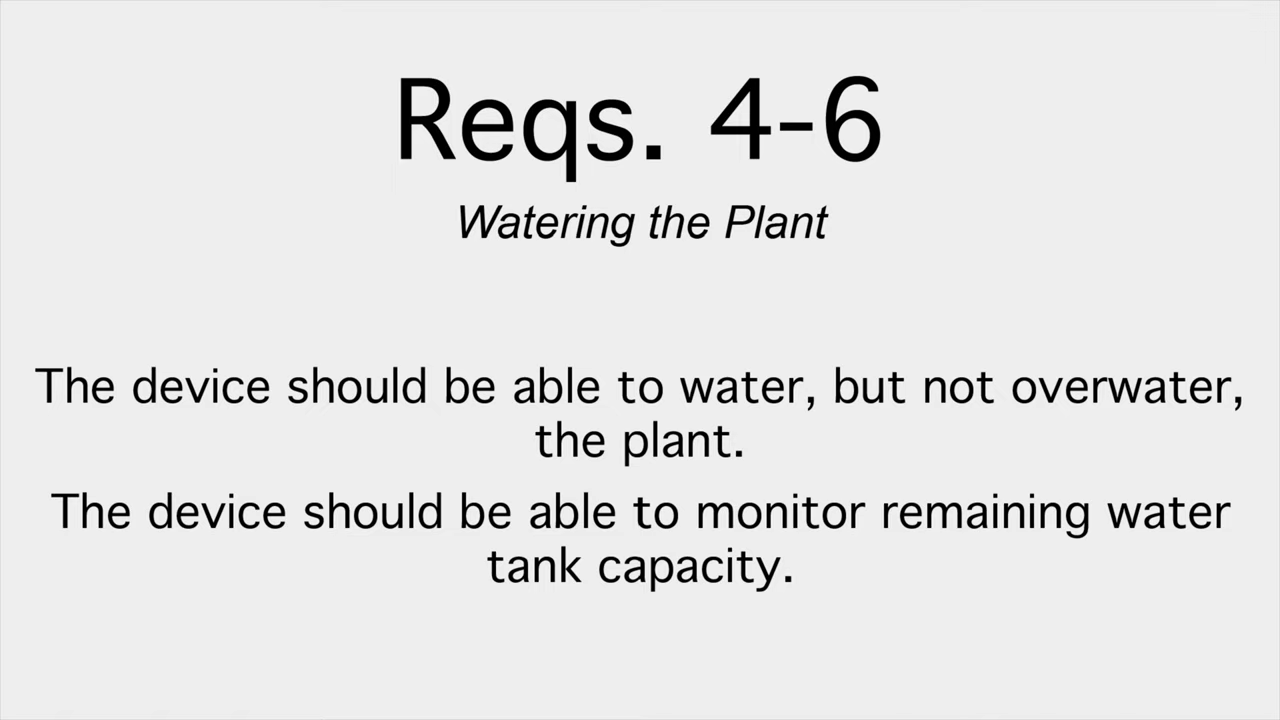 Reqs. 4-6
Watering the Plant
The device should be able to water, but not overwater,
the plant.
The device should be able to monitor remaining water
tank capacity.